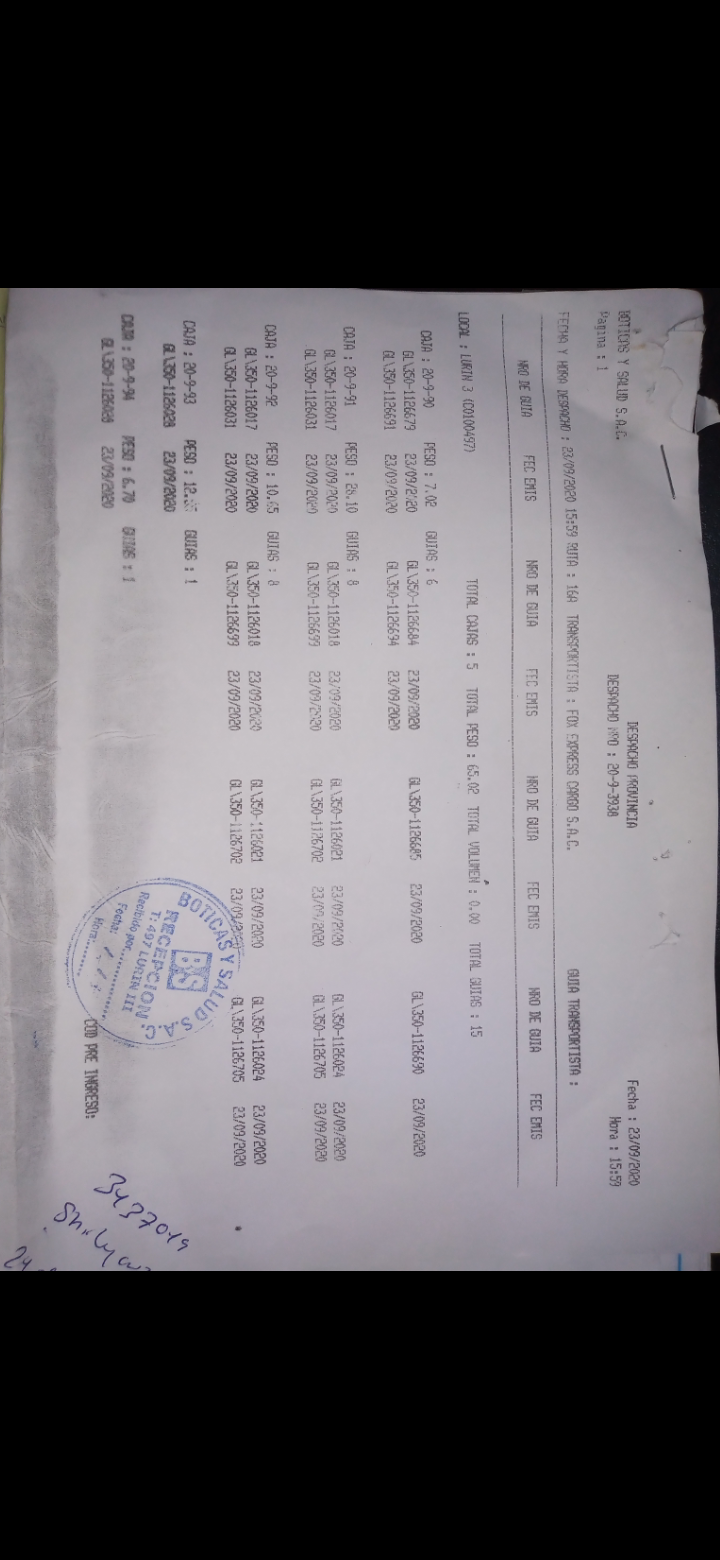 BOTICAS Y SALUD S.A.C. DESPACHO PROVINCIA Fecha : 23/09/2020
Pagina : 1 DESPACHO NRO : 20-9-3938 Hora : 15:59
FECHA Y HORA DESPACHO : 23/09/2020 15:59 RUTA : 16A TRANSPORTISTA : FOX EXPRESS CARGO S.A.C. GUIA TRANSPORTISTA :
NRO DE GUIA FEC EMIS NRO DE GUIA FEC EMIS NRO DE GUIA FEC EMIS NRO DE GUIA FEC EMIS
LOCAL : LURIN 3 (C0100497) TOTAL CAJAS : 5 TOTAL PESO : 65.02 TOTAL VOLUMEN : 0.00 TOTAL GUIAS : 15
CAJA : 20-9-90 PESO : 7.02 GUIAS : 6
GL\350-1126679 23/09/2020 GL\350-1126684 23/09/2020 GL\350-1126685 23/09/2020 GL\350-1126690 23/09/2020
GL\350-1126691 23/09/2020 GL\350-1126694 23/09/2020
CAJA : 20-9-91 PESO : 28.10 GUIAS : 8
GL\350-1126017 23/09/2020 GL\350-1126018 23/09/2020 GL\350-1126021 23/09/2020 GL\350-1126024 23/09/2020
GL\350-1126031 23/09/2020 GL\350-1126699 23/09/2020 GL\350-1126702 23/09/2020 GL\350-1126705 23/09/2020
CAJA : 20-9-92 PESO : 10.65 GUIAS : 8
GL\350-1126017 23/09/2020 GL\350-1126018 23/09/2020 GL\350-1126021 23/09/2020 GL\350-1126024 23/09/2020
GL\350-1126031 23/09/2020 GL\350-1126699 23/09/2020 GL\350-1126702 23/09/2020 GL\350-1126705 23/09/2020
CAJA : 20-9-93 PESO : GUIAS : 1
GL\350-1126028 23/09/2020
CAJA : 20-9-94 PESO : 6.70 GUIAS : 1
GL\350-1126028 23/09/2020
BOTICAS Y SALUD S.A.C.
BS
RECEPCION
T: 497 LURIN III
Recibido por:
Fecha:
Hora:
COD PRE INGRESO:
3437049